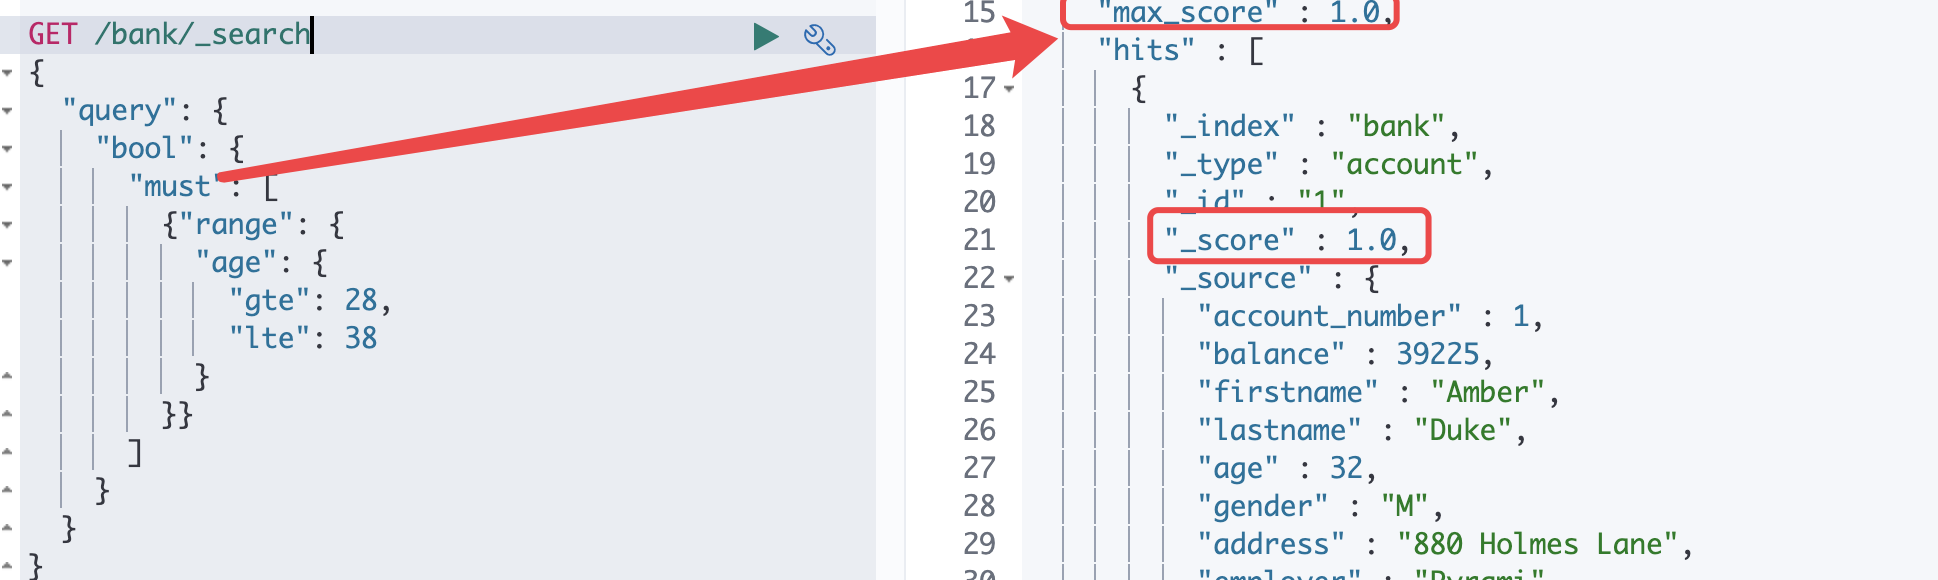 GET /bank/_search
{
"query": {
"bool": {
"must": [
{"range": {
"age": {
"gte": 28,
"lte": 38
}
}}
]
}
}
}
15 "max_score" : 1.0,
"hits" : [
17 {
18 "_index" : "bank",
19 "_type" : "account",
20 "_id" : "1",
21 "_score" : 1.0,
22 "_source" : {
23 "account_number" : 1,
24 "balance" : 39225,
25 "firstname" : "Amber",
26 "lastname" : "Duke",
27 "age" : 32,
28 "gender" : "M",
29 "address" : "880 Holmes Lane",
30 "employer" : "Pyrami"